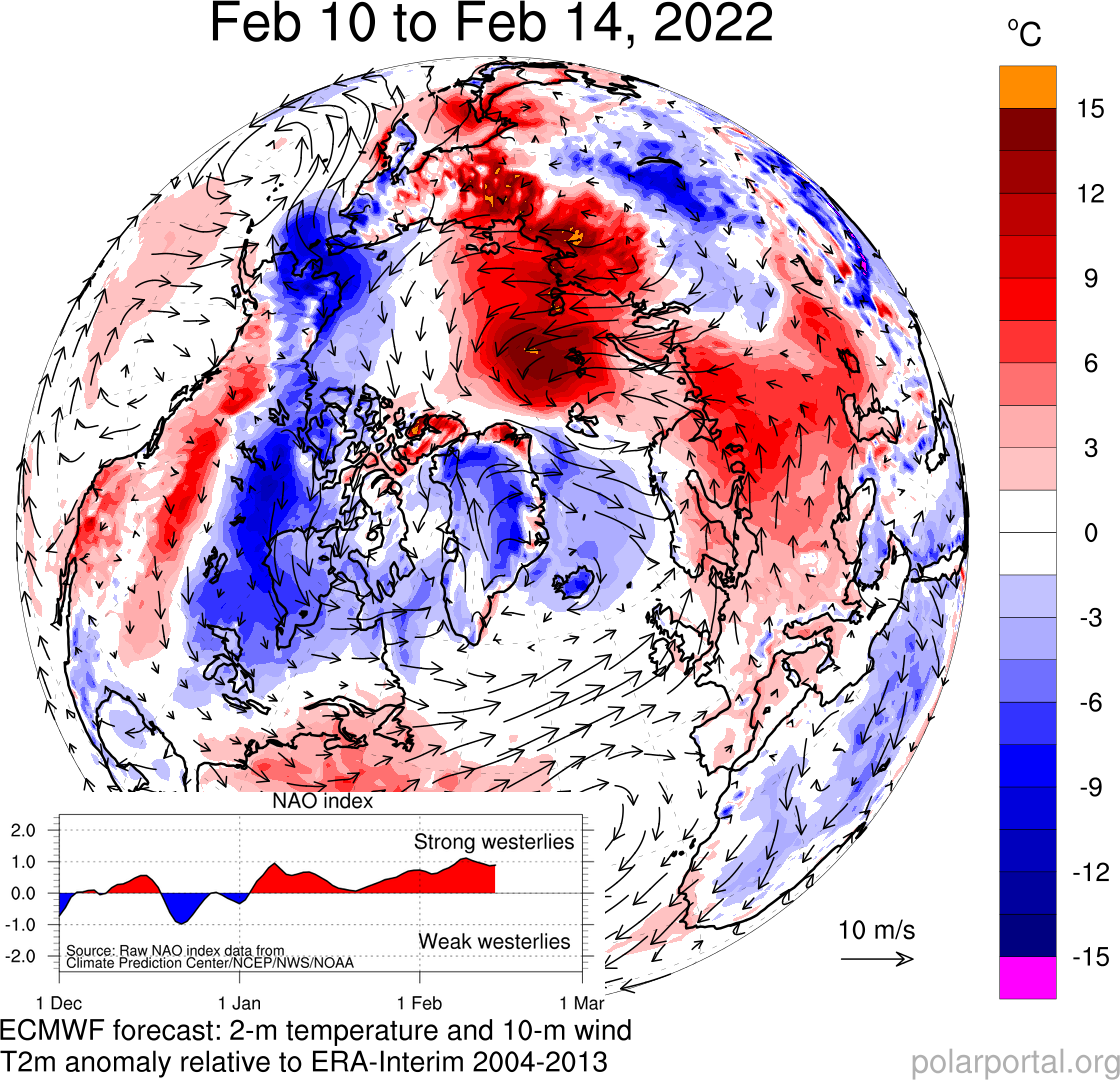 Feb 10 to Feb 14, 2022
°C
15
12
9
6
3
0
-3
-6
-9
-12
-15
10 m/s
NAO index
2.0
1.0
0.0
-1.0
-2.0
Strong westerlies
Weak westerlies
Source: Raw NAO index data from
Climate Prediction Center/NCEP/NWS/NOAA
1 Dec
1 Jan
1 Feb
1 Mar
ECMWF forecast: 2-m temperature and 10-m wind
T2m anomaly relative to ERA-Interim 2004-2013
polarportal.org